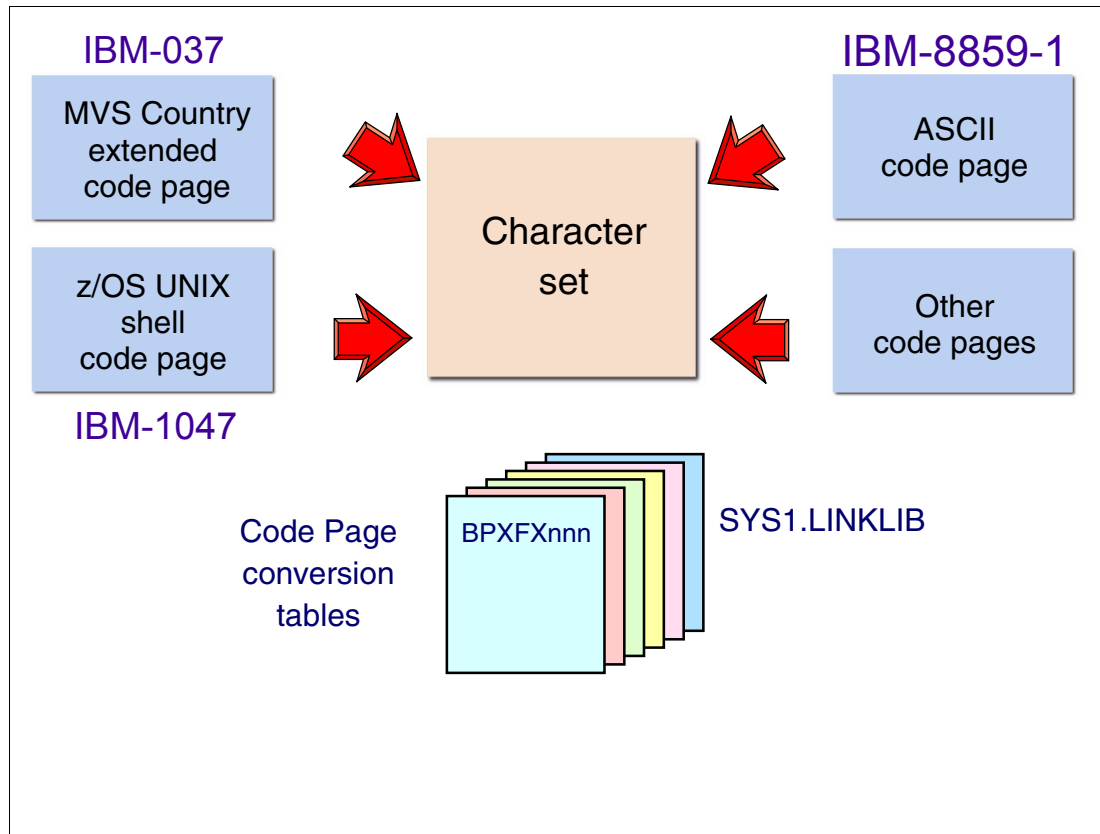 IBM-037
MVS Country
extended
code page
z/OS UNIX
shell
code page
IBM-1047
Character
set
IBM-8859-1
ASCII
code page
Other
code pages
Code Page
conversion
tables
BPXFXnnn
SYS1.LINKLIB